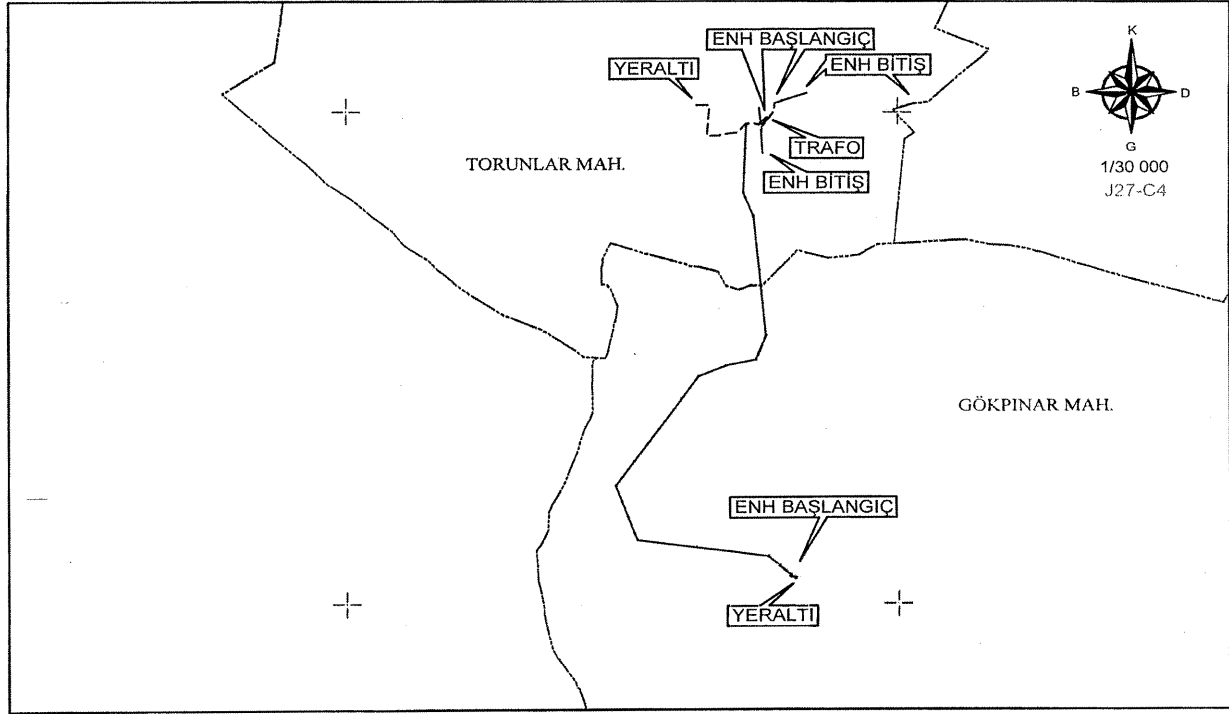 ENH BAŞLANGIÇ
K
YERALTI
ENH BİTİŞ
B
D
TRAFO
G
TORUNLAR MAH.
1/30 000
ENH BİTİŞ
J27-C4
GÖKPINAR MAH.
ENH BAŞLANGIÇ
YERALTI